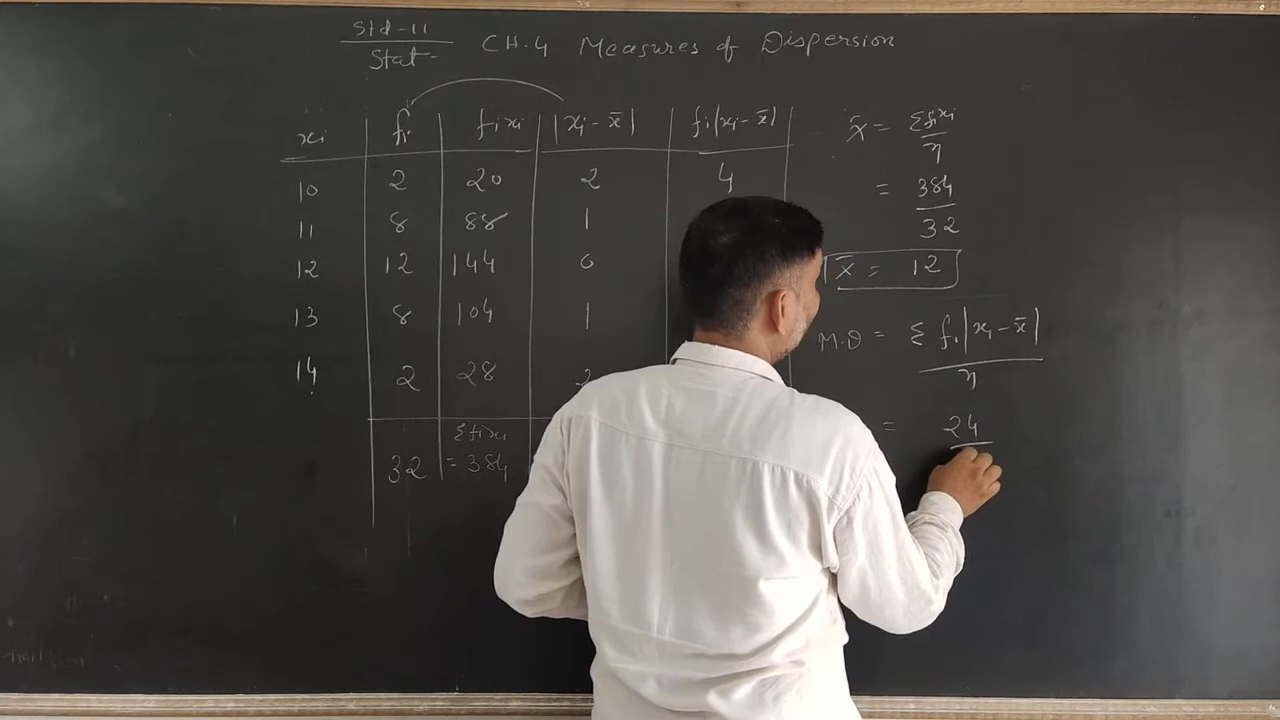 Std-11
Stat-
CH.4 Measures of Dispersion
xi fi fixi |xi - x̄| fi|xi - x̄|
10 2 20 2 4
11 8 88 1
12 12 144 0
13 8 104 1
14 2 28 2
Σfixi
32 = 384
x̄ = Σfixi
n
= 384
32
x̄ = 12
M.D = Σ fi|xi - x̄|
n
= 24